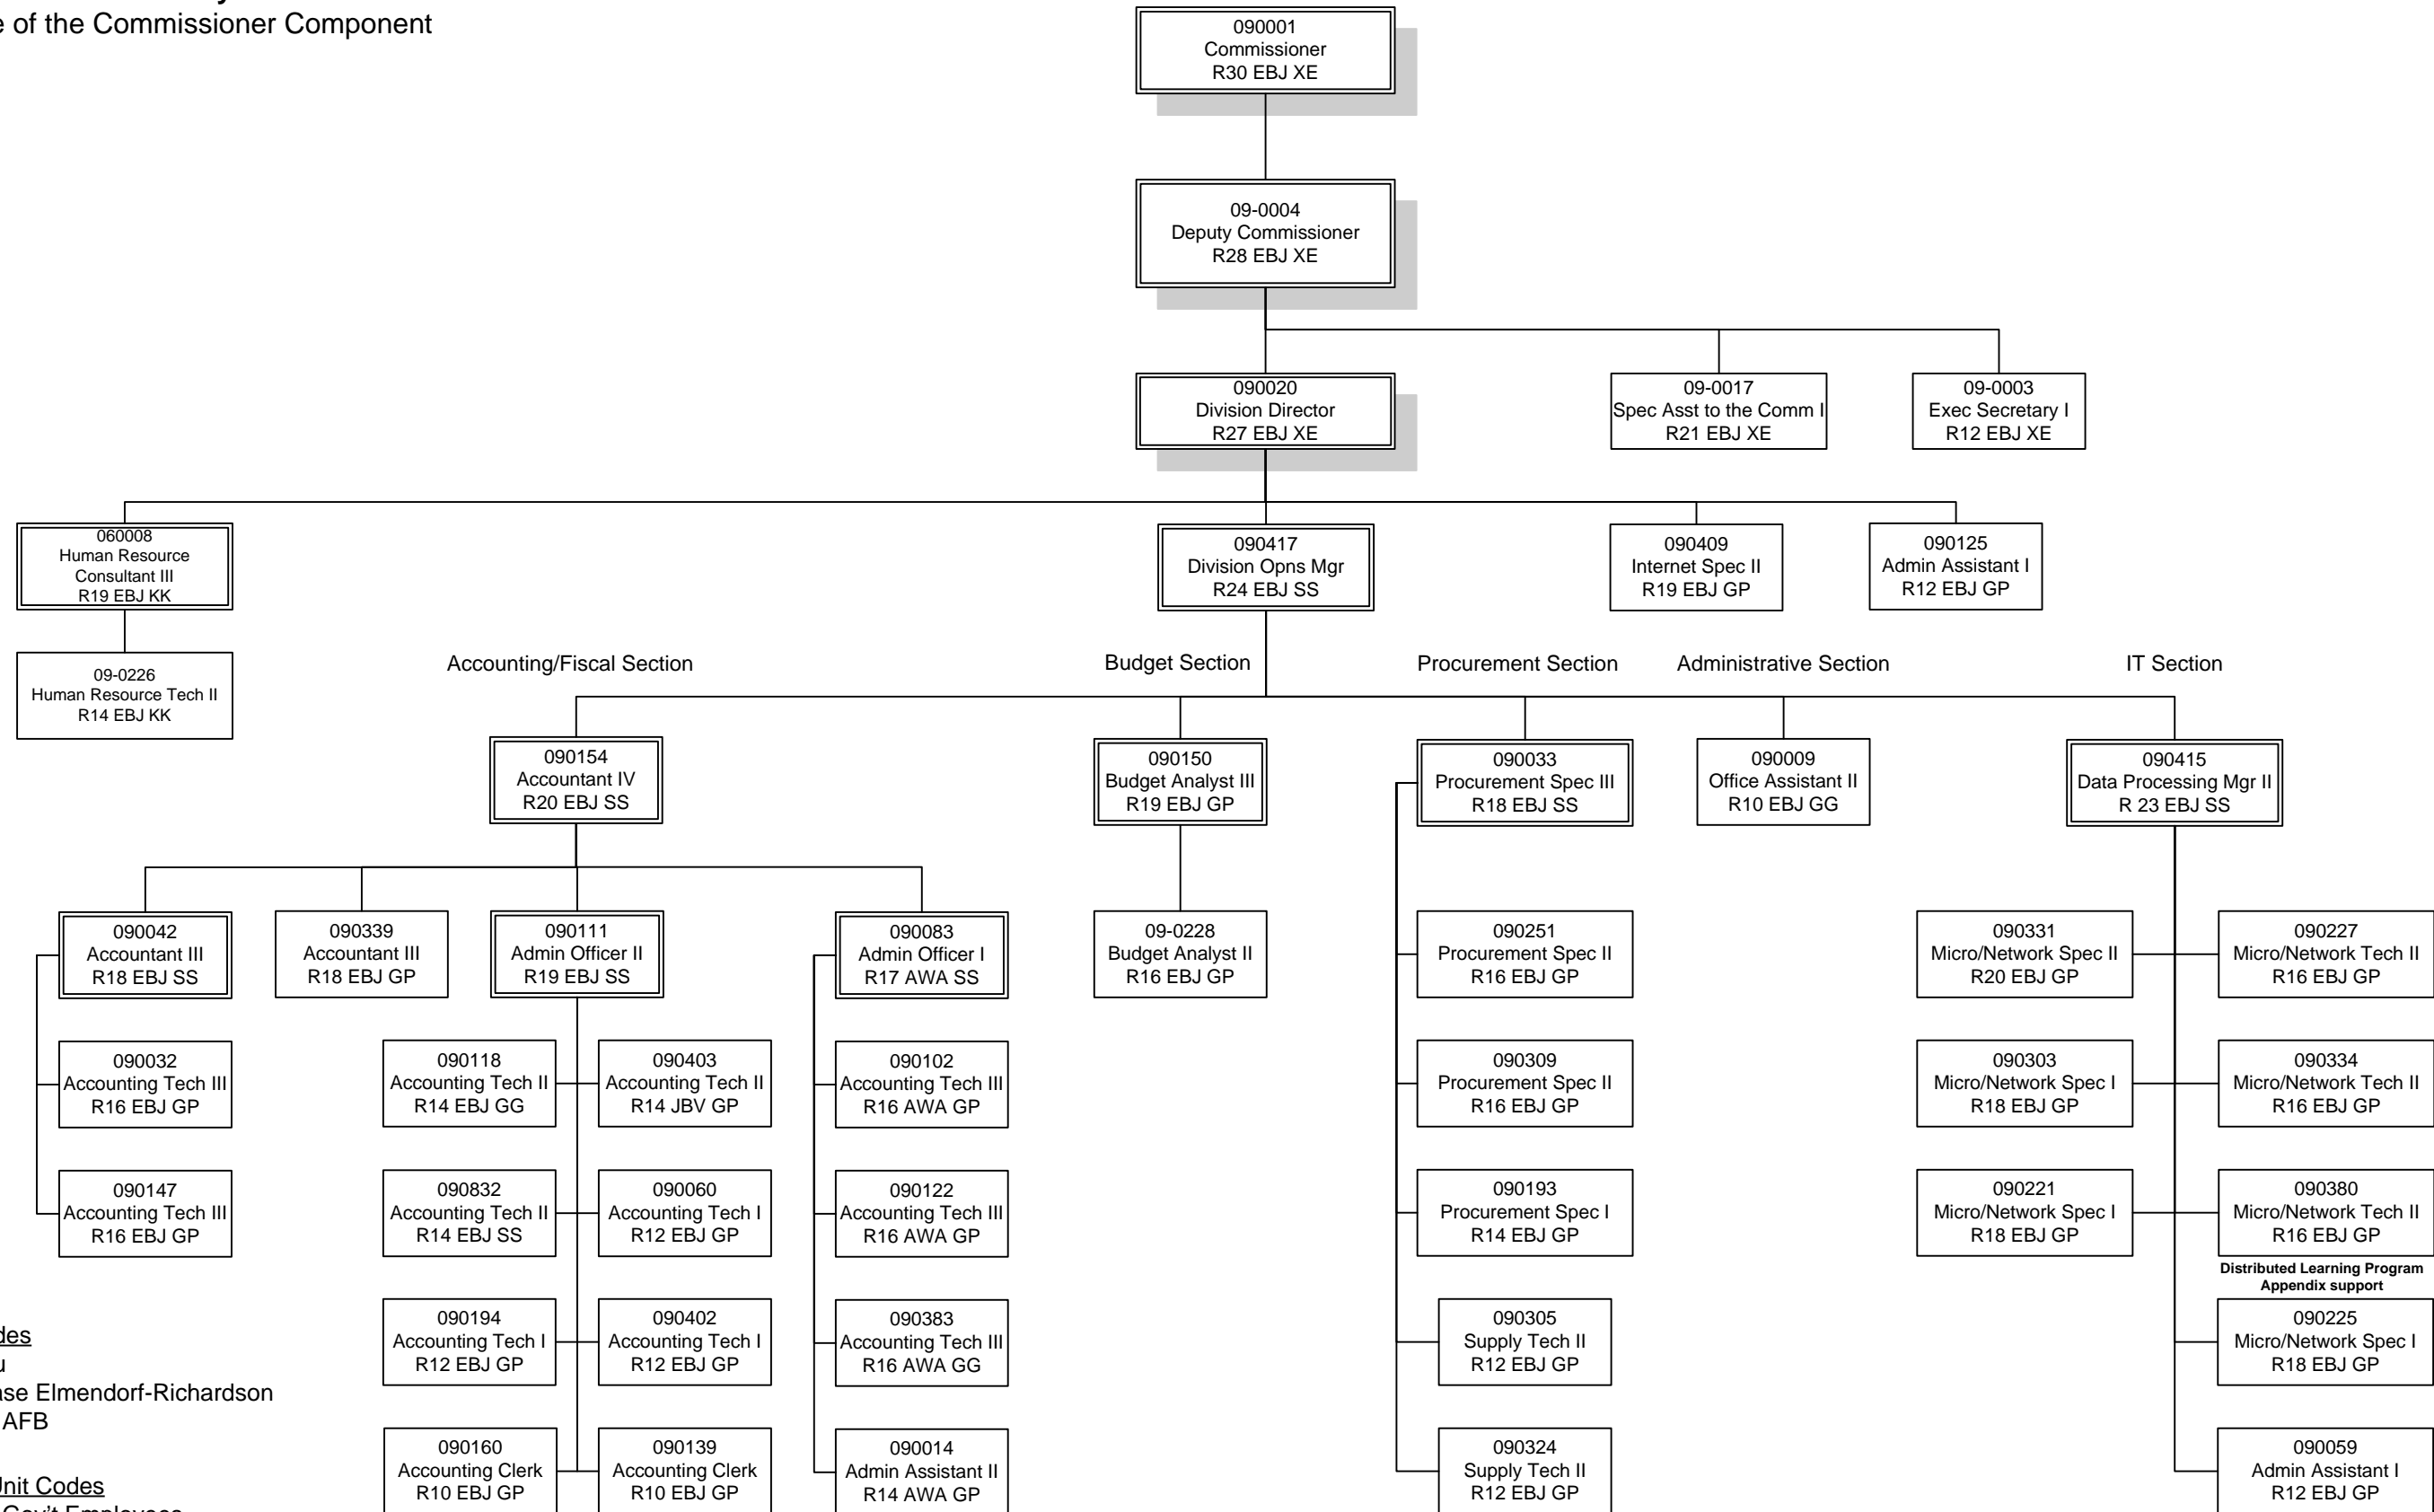 of the Commissioner Component
090001
Commissioner
R30 EBJ XE
09-0004
Deputy Commissioner
R28 EBJ XE
090020
Division Director
R27 EBJ XE
09-0017
Spec Asst to the Comm I
R21 EBJ XE
09-0003
Exec Secretary I
R12 EBJ XE
060008
Human Resource
Consultant III
R19 EBJ KK
090417
Division Opns Mgr
R24 EBJ SS
090409
Internet Spec II
R19 EBJ GP
090125
Admin Assistant I
R12 EBJ GP
09-0226
Human Resource Tech II
R14 EBJ KK
Accounting/Fiscal Section
Budget Section
Procurement Section
Administrative Section
IT Section
090154
Accountant IV
R20 EBJ SS
090150
Budget Analyst III
R19 EBJ GP
090033
Procurement Spec III
R18 EBJ SS
090009
Office Assistant II
R10 EBJ GG
090415
Data Processing Mgr II
R 23 EBJ SS
090042
Accountant III
R18 EBJ SS
090339
Accountant III
R18 EBJ GP
090111
Admin Officer II
R19 EBJ SS
090083
Admin Officer I
R17 AWA SS
09-0228
Budget Analyst II
R16 EBJ GP
090251
Procurement Spec II
R16 EBJ GP
090331
Micro/Network Spec II
R20 EBJ GP
090227
Micro/Network Tech II
R16 EBJ GP
090032
Accounting Tech III
R16 EBJ GP
090118
Accounting Tech II
R14 EBJ GG
090403
Accounting Tech II
R14 JBV GP
090102
Accounting Tech III
R16 AWA GP
090309
Procurement Spec II
R16 EBJ GP
090303
Micro/Network Spec I
R18 EBJ GP
090334
Micro/Network Tech II
R16 EBJ GP
090147
Accounting Tech III
R16 EBJ GP
090832
Accounting Tech II
R14 EBJ SS
090060
Accounting Tech I
R12 EBJ GP
090122
Accounting Tech III
R16 AWA GP
090193
Procurement Spec I
R14 EBJ GP
090221
Micro/Network Spec I
R18 EBJ GP
090380
Micro/Network Tech II
R16 EBJ GP
Distributed Learning Program
Appendix support
090194
Accounting Tech I
R12 EBJ GP
090402
Accounting Tech I
R12 EBJ GP
090383
Accounting Tech III
R16 AWA GG
090305
Supply Tech II
R12 EBJ GP
090225
Micro/Network Spec I
R18 EBJ GP
090160
Accounting Clerk
R10 EBJ GP
090139
Accounting Clerk
R10 EBJ GP
090014
Admin Assistant II
R14 AWA GP
090324
Supply Tech II
R12 EBJ GP
090059
Admin Assistant I
R12 EBJ GP
Elmendorf-Richardson
AFB
Unit Codes
Gov't Employees